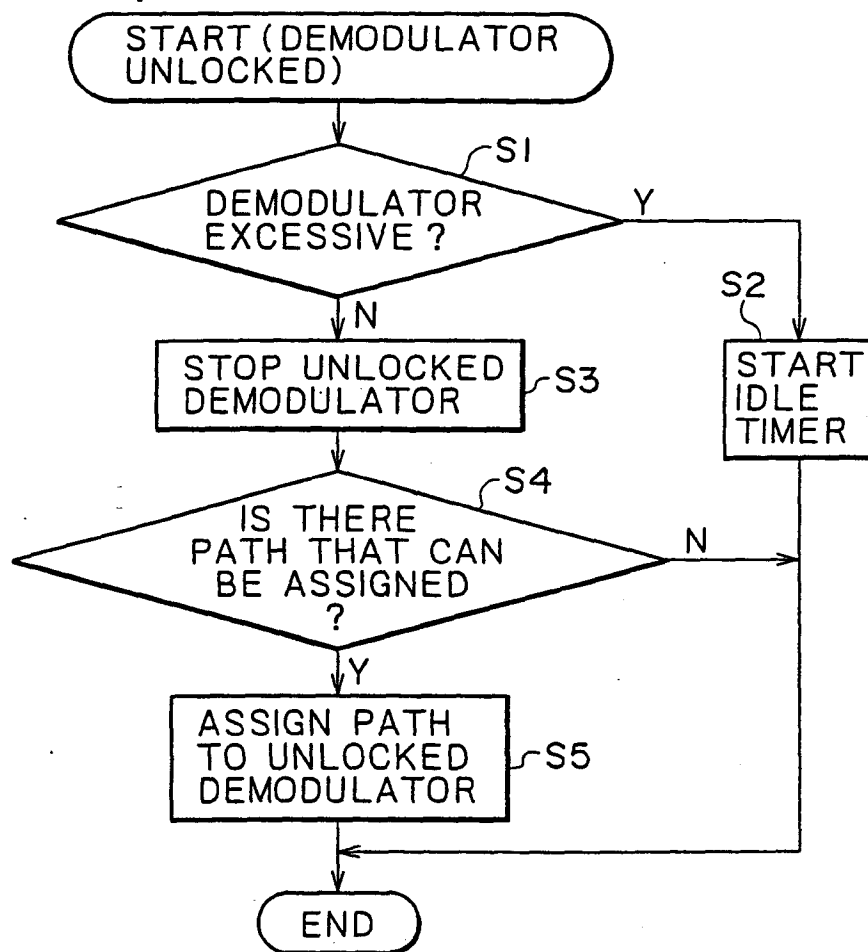 START (DEMODULATOR
UNLOCKED)
S1
DEMODULATOR
EXCESSIVE ?
Y
N
S2
START
IDLE
TIMER
STOP UNLOCKED
DEMODULATOR
S3
S4
IS THERE
PATH THAT CAN
BE ASSIGNED
?
N
Y
ASSIGN PATH
TO UNLOCKED
DEMODULATOR
S5
END